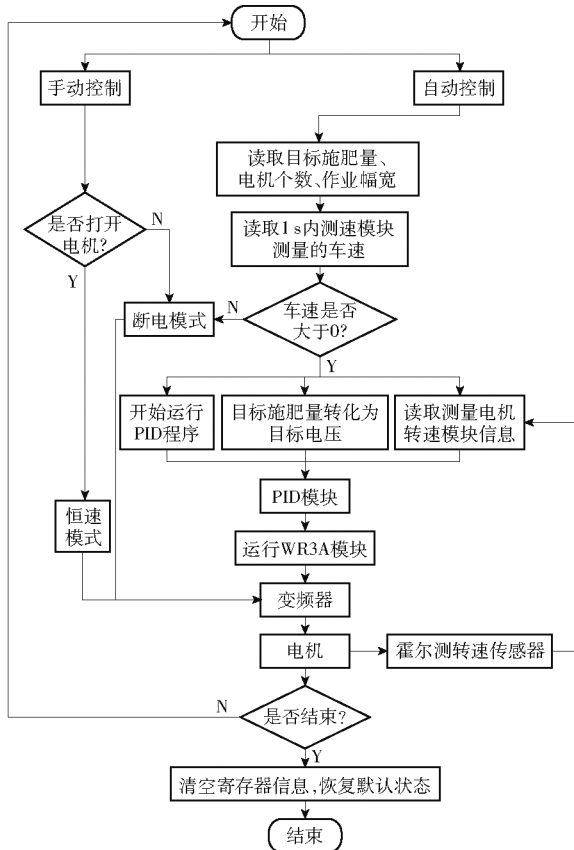 开始
手动控制
自动控制
读取目标施肥量、
电机个数、作业幅宽
是否打开
电机?
N
Y
读取1 s内测速模块
测量的车速
断电模式
N
车速是否
大于0?
Y
开始运行
PID程序
目标施肥量转化为
目标电压
读取测量电机
转速模块信息
PID模块
恒速
模式
运行WR3A模块
变频器
电机
霍尔测转速传感器
N
是否结束?
Y
清空寄存器信息,恢复默认状态
结束